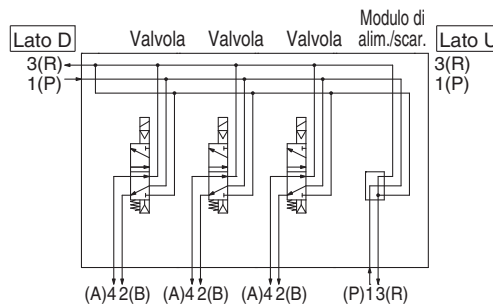 Modulo di
Lato D Valvola Valvola Valvola alim./scar. Lato U
3(R) 3(R)
1(P) 1(P)
(A)4 2(B) (A)4 2(B) (A)4 2(B) (P)1 3(R)